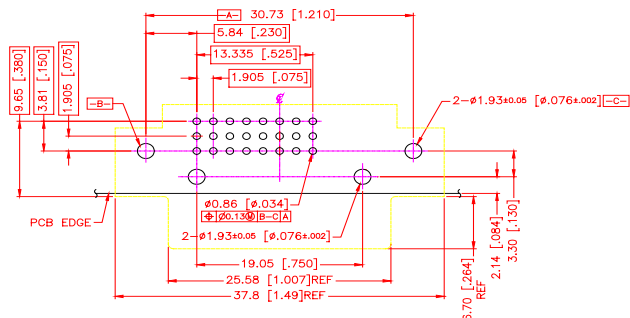 -A- 30.73 [1.210]
5.84 [.230]
13.335 [.525]
1.905 [.075]
9.65 [.380]
3.81 [.150]
1.905 [.075]
-B-
2-ø1.93±0.05 [ø.076±.002] -C-
PCB EDGE
ø0.86 [ø.034]
⌖ ø0.13Ⓜ B-C A
2-ø1.93±0.05 [ø.076±.002]
19.05 [.750]
25.58 [1.007]REF
37.8 [1.49]REF
6.70 [.264] REF
2.14 [.084]
3.30 [.130]